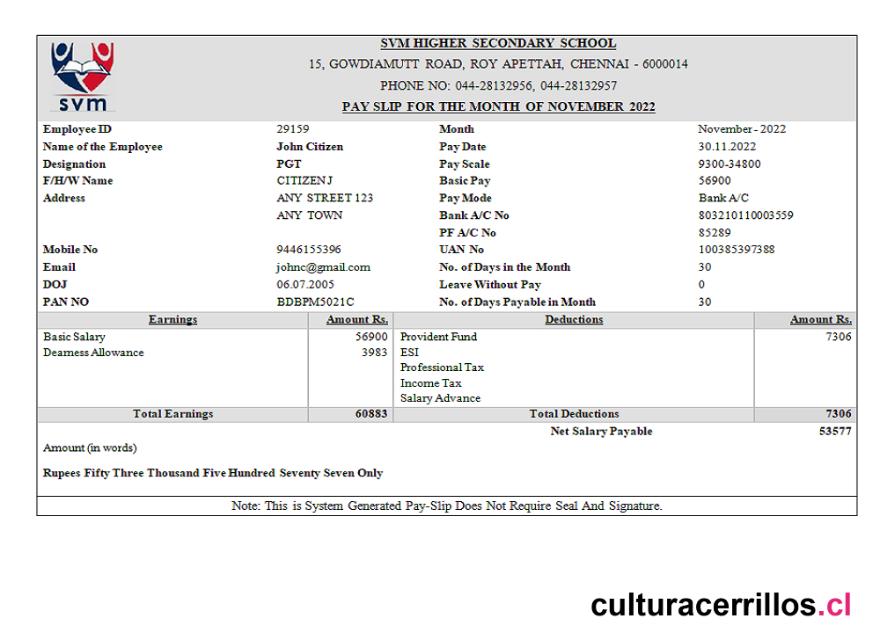 SVM HIGHER SECONDARY SCHOOL
15, GOWDIAMUTT ROAD, ROY APETTAH, CHENNAI - 6000014
PHONE NO: 044-28132956, 044-28132957
svm
PAY SLIP FOR THE MONTH OF NOVEMBER 2022
Employee ID 29159 Month November - 2022
Name of the Employee John Citizen Pay Date 30.11.2022
Designation PGT Pay Scale 9300-34800
F/H/W Name CITIZEN J Basic Pay 56900
Address ANY STREET 123 Pay Mode Bank A/C
ANY TOWN Bank A/C No 803210110003559
PF A/C No 85289
Mobile No 9446155396 UAN No 100385397388
Email johnc@gmail.com No. of Days in the Month 30
DOJ 06.07.2005 Leave Without Pay 0
PAN NO BDBPM5021C No. of Days Payable in Month 30
Earnings Amount Rs. Deductions Amount Rs.
Basic Salary 56900 Provident Fund 7306
Dearness Allowance 3983 ESI
Professional Tax
Income Tax
Salary Advance
Total Earnings 60883 Total Deductions 7306
Net Salary Payable 53577
Amount (in words)
Rupees Fifty Three Thousand Five Hundred Seventy Seven Only
Note: This is System Generated Pay-Slip Does Not Require Seal And Signature.
culturacerrillos.cl